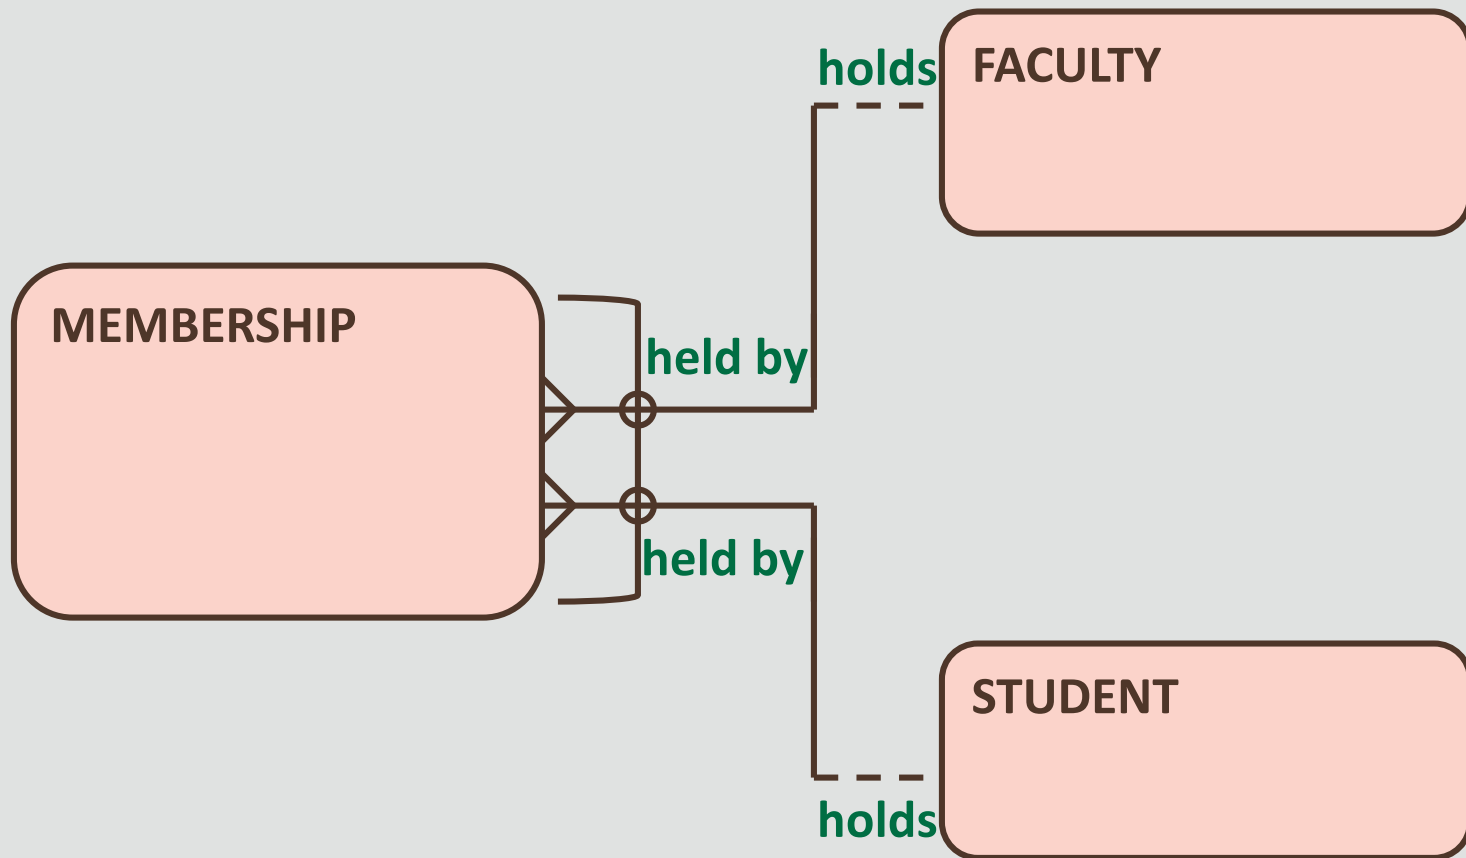 holds
FACULTY
MEMBERSHIP
held by
held by
STUDENT
holds